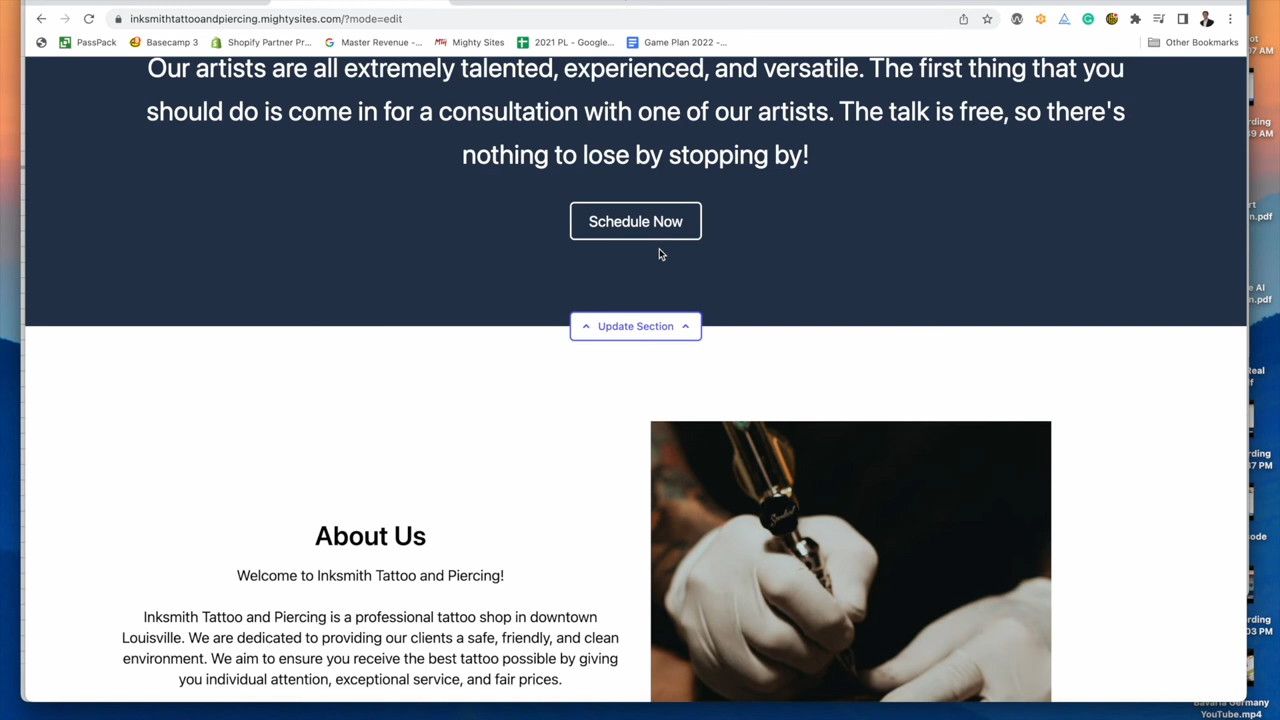 inksmithtattooandpiercing.mightysites.com/?mode=edit
PassPack
Basecamp 3
Shopify Partner Pr...
Master Revenue -...
Mighty Sites
2021 PL - Google...
Game Plan 2022 -...
Other Bookmarks
Our artists are all extremely talented, experienced, and versatile. The first thing that you
should do is come in for a consultation with one of our artists. The talk is free, so there's
nothing to lose by stopping by!
Schedule Now
Update Section
About Us
Welcome to Inksmith Tattoo and Piercing!
Inksmith Tattoo and Piercing is a professional tattoo shop in downtown
Louisville. We are dedicated to providing our clients a safe, friendly, and clean
environment. We aim to ensure you receive the best tattoo possible by giving
you individual attention, exceptional service, and fair prices.
Bavaria Germany
YouTube.mp4